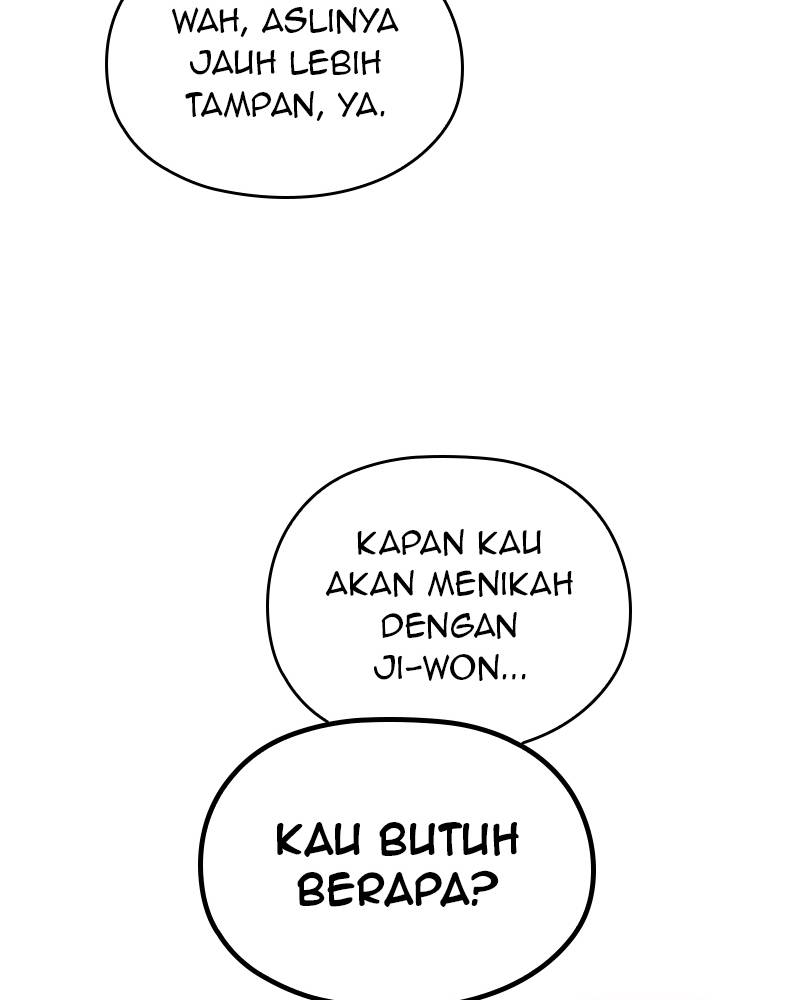 WAH, ASLINYA
JAUH LEBIH
TAMPAN, YA.
KAPAN KAU
AKAN MENIKAH
DENGAN
JI-WON...
KAU BUTUH
BERAPA?